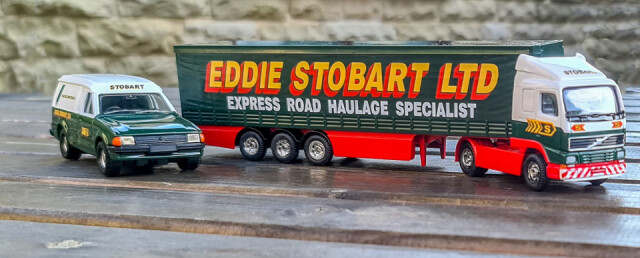 STOBART
EDDIE STOBART LTD
EXPRESS ROAD HAULAGE SPECIALIST
STOBART
S